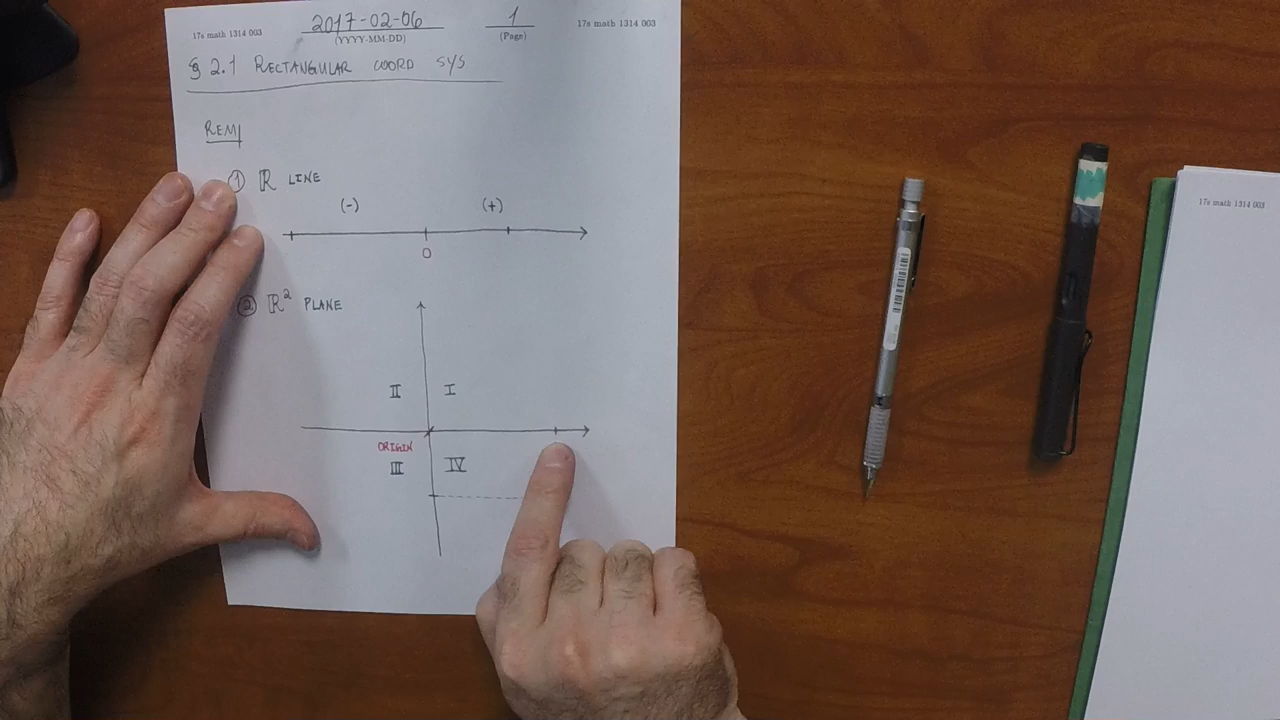 17s math 1314 003 2017-02-06 1 17s math 1314 003
(YYYY-MM-DD) (Page)
§ 2.1 RECTANGULAR COORD SYS
REM
① ℝ LINE
(-) (+)
0
② ℝ² PLANE
II I
ORIGIN
III IV
17s math 1314 003